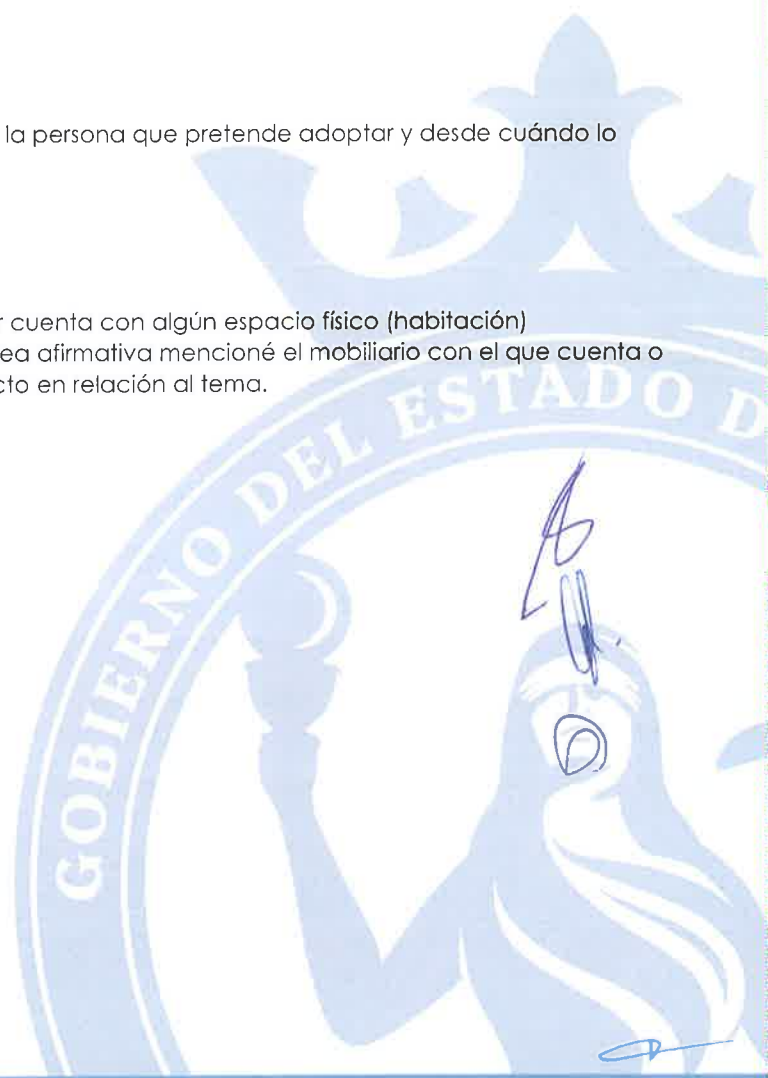 la persona que pretende adoptar y desde cuándo lo
cuenta con algún espacio físico (habitación)
ea afirmativa mencioné el mobiliario con el que cuenta o
cto en relación al tema.
GOBIERNO DEL ESTADO D